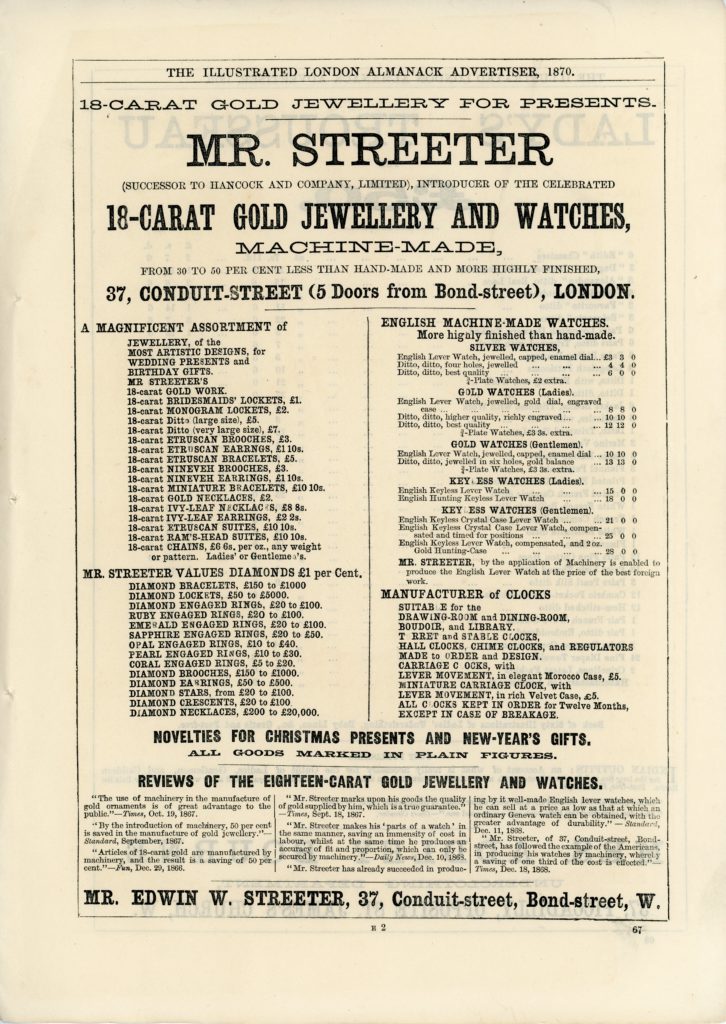 THE ILLUSTRATED LONDON ALMANACK ADVERTISER, 1870.
18-CARAT GOLD JEWELLERY FOR PRESENTS.
MR. STREETER
(SUCCESSOR TO HANCOCK AND COMPANY, LIMITED), INTRODUCER OF THE CELEBRATED
18-CARAT GOLD JEWELLERY AND WATCHES,
MACHINE-MADE,
FROM 30 TO 50 PER CENT LESS THAN HAND-MADE AND MORE HIGHLY FINISHED,
37, CONDUIT-STREET (5 Doors from Bond-street), LONDON.
A MAGNIFICENT ASSORTMENT of
JEWELLERY, of the
MOST ARTISTIC DESIGNS, for
WEDDING PRESENTS and
BIRTHDAY GIFTS.
MR STREETER'S
18-carat GOLD WORK.
18-carat BRIDESMAIDS' LOCKETS, £1.
18-carat MONOGRAM LOCKETS, £2.
18-carat Ditto (large size), £5.
18-carat Ditto (very large size), £7.
18-carat ETRUSCAN BROOCHES, £3.
18-carat ETRUSCAN EARRNGS, £1 10s.
18-carat ETRUSCAN BRACELETS, £5.
18-carat NINEVEH BROOCHES, £3.
18-carat NINEVEH EARRINGS, £1 10s.
18-carat MINIATURE BRACELETS, £10 10s.
18-carat GOLD NECKLACES, £2.
18-carat IVY-LEAF NECKLACES, £8 8s.
18-carat IVY-LEAF EARRINGS, £2 2s.
18-carat ETRUSCAN SUITES, £10 10s.
18-carat RAM'S-HEAD SUITES, £10 10s.
18-carat CHAINS, £6 6s. per oz., any weight
or pattern. Ladies' or Gentlemen's.
MR. STREETER VALUES DIAMONDS £1 per Cent.
DIAMOND BRACELETS, £150 to £1000
DIAMOND LOCKETS, £50 to £5000.
DIAMOND ENGAGED RINGS, £20 to £100.
RUBY ENGAGED RINGS, £20 to £100.
EMERALD ENGAGED RINGS, £20 to £100.
SAPPHIRE ENGAGED RINGS, £20 to £50.
OPAL ENGAGED RINGS, £10 to £40.
PEARL ENGAGED RINGS, £10 to £30.
CORAL ENGAGED RINGS, £5 to £20.
DIAMOND BROOCHES, £150 to £1000.
DIAMOND EARRINGS, £50 to £500.
DIAMOND STARS, from £20 to £100.
DIAMOND CRESCENTS, £20 to £100
DIAMOND NECKLACES, £200 to £20,000.
ENGLISH MACHINE-MADE WATCHES.
More highly finished than hand-made.
SILVER WATCHES,
English Lever Watch, jewelled, capped, enamel dial... £3 3 0
Ditto, ditto, four holes, jewelled ... ... ... 4 4 0
Ditto, ditto, best quality ... ... ... ... 6 0 0
¾-Plate Watches, £2 extra.
GOLD WATCHES (Ladies).
English Lever Watch, jewelled, gold dial, engraved
case ... ... ... ... ... ... 8 8 0
Ditto, ditto, higher quality, richly engraved... ... 10 10 0
Ditto, ditto, best quality ... ... ... ... 12 12 0
¾-Plate Watches, £3 3s. extra.
GOLD WATCHES (Gentlemen).
English Lever Watch, jewelled, capped, enamel dial ... 10 10 0
Ditto, ditto, jewelled in six holes, gold balance ... 13 13 0
¾-Plate Watches, £3 3s. extra.
KEYLESS WATCHES (Ladies).
English Keyless Lever Watch ... ... ... 15 0 0
English Hunting Keyless Lever Watch ... ... 18 0 0
KEYLESS WATCHES (Gentlemen).
English Keyless Crystal Case Lever Watch ... ... 21 0 0
English Keyless Crystal Case Lever Watch, compen-
sated and timed for positions ... ... ... 25 0 0
English Keyless Lever Watch, compensated, and 2 oz.
Gold Hunting-Case ... ... ... ... 28 0 0
MR. STREETER, by the application of Machinery is enabled to
produce the English Lever Watch at the price of the best foreign
work.
MANUFACTURER OF CLOCKS
SUITABLE for the
DRAWING-ROOM and DINING-ROOM,
BOUDOIR, and LIBRARY.
TURRET and STABLE CLOCKS,
HALL CLOCKS, CHIME CLOCKS, and REGULATORS
MADE to ORDER and DESIGN.
CARRIAGE CLOCKS, with
LEVER MOVEMENT, in elegant Morocco Case, £5.
MINIATURE CARRIAGE CLOCK, with
LEVER MOVEMENT, in rich Velvet Case, £5.
ALL CLOCKS KEPT IN ORDER for Twelve Months,
EXCEPT IN CASE OF BREAKAGE.
NOVELTIES FOR CHRISTMAS PRESENTS AND NEW-YEAR'S GIFTS.
ALL GOODS MARKED IN PLAIN FIGURES.
REVIEWS OF THE EIGHTEEN-CARAT GOLD JEWELLERY AND WATCHES.
"The use of machinery in the manufacture of
gold ornaments is of great advantage to the
public."—Times, Oct. 19, 1867.
"By the introduction of machinery, 50 per cent
is saved in the manufacture of gold jewellery."—
Standard, September, 1867.
"Articles of 18-carat gold are manufactured by
machinery, and the result is a saving of 50 per
cent."—Fun, Dec. 29, 1866.
"Mr. Streeter marks upon his goods the quality
of gold supplied by him, which is a true guarantee."
—Times, Sept. 18, 1867.
"Mr. Streeter makes his 'parts of a watch' in
the same manner, saving an immensity of cost in
labour, whilst at the same time he produces an
accuracy of fit and proportion, which can only be
secured by machinery."—Daily News, Dec. 10, 1868.
"Mr. Streeter has already succeeded in produc-
ing by it well-made English lever watches, which
he can sell at a price as low as that at which an
ordinary Geneva watch can be obtained, with the
greater advantage of durability."—Standard,
Dec. 11, 1868.
"Mr. Streeter, of 37, Conduit-street, Bond-
street, has followed the example of the Americans,
in producing his watches by machinery, whereby
a saving of one third of the cost is effected."—
Times, Dec. 18, 1868.
MR. EDWIN W. STREETER, 37, Conduit-street, Bond-street, W.
E 2
67